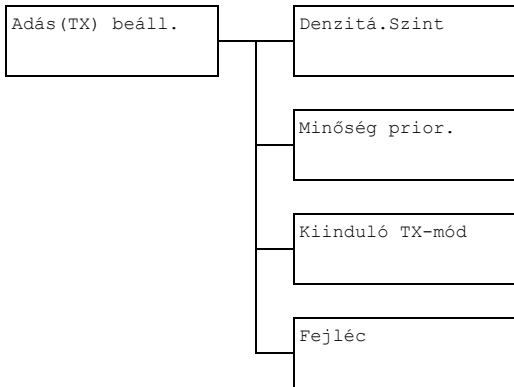 Adás(TX) beáll.
Denzitá.Szint
Minőség prior.
Kiinduló TX-mód
Fejléc